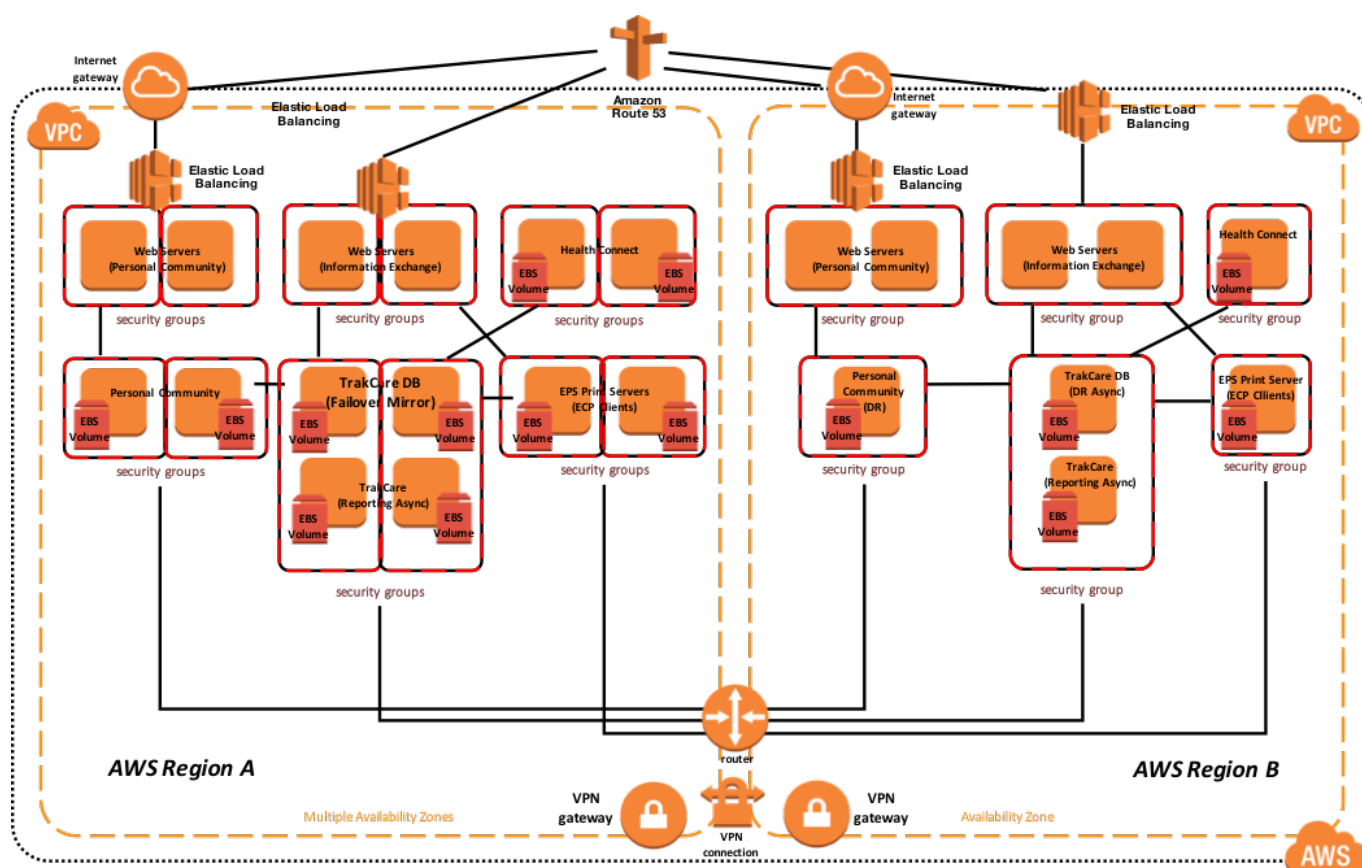 Internet
gateway
Elastic Load
Balancing
Amazon
Route 53
Internet
gateway
Elastic Load
Balancing
VPC
VPC
Elastic Load
Balancing
Elastic Load
Balancing
Web Servers
(Personal Community)
Web Servers
(Information Exchange)
Health Connect
EBS
Volume
EBS
Volume
Web Servers
(Personal Community)
Web Servers
(Information Exchange)
Health Connect
EBS
Volume
security groups
security groups
security groups
security groups
security groups
security group
Personal Community
EBS
Volume
EBS
Volume
TrakCare DB
(Failover Mirror)
EBS
Volume
EBS
Volume
EPS Print Servers
(ECP Clients)
EBS
Volume
EBS
Volume
Personal
Community
(DR)
EBS
Volume
TrakCare DB
(DR Async)
EBS
Volume
EPS Print Server
(ECP Cllients)
EBS
Volume
security groups
TrakCare
(Reporting Async)
EBS
Volume
EBS
Volume
security groups
security group
TrakCare
(Reporting Async)
EBS
Volume
security group
security groups
security group
router
AWS Region A
AWS Region B
VPN
gateway
VPN
gateway
Multiple Availability Zones
Availability Zone
VPN
connection
AWS